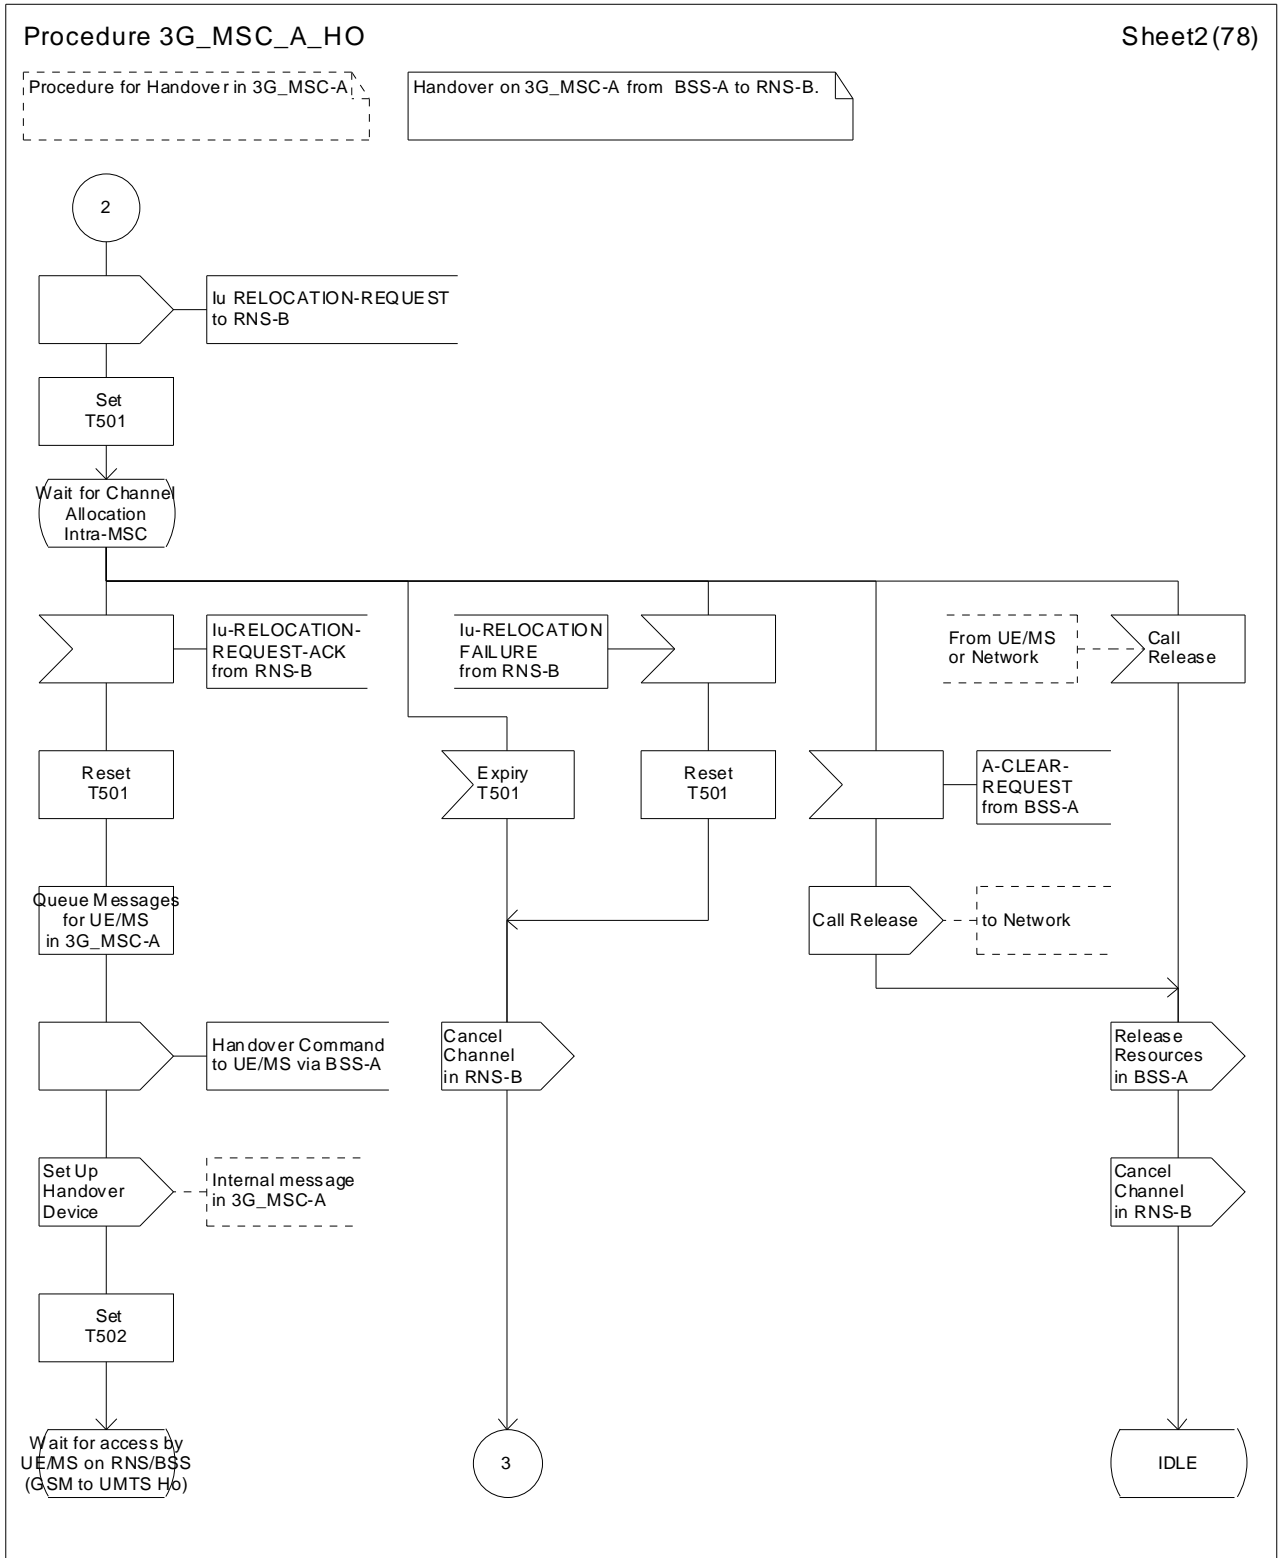 Procedure 3G_MSC_A_HO
Sheet2(78)
Procedure for Handover in 3G_MSC-A
Handover on 3G_MSC-A from BSS-A to RNS-B.
2
Iu RELOCATION-REQUEST
to RNS-B
Set
T501
Wait for Channel
Allocation
Intra-MSC
Iu-RELOCATION-
REQUEST-ACK
from RNS-B
Iu-RELOCATION
FAILURE
from RNS-B
From UE/MS
or Network
Call
Release
Reset
T501
Expiry
T501
Reset
T501
A-CLEAR-
REQUEST
from BSS-A
Queue Messages
for UE/MS
in 3G_MSC-A
Call Release
to Network
Handover Command
to UE/MS via BSS-A
Cancel
Channel
in RNS-B
Release
Resources
in BSS-A
Set Up
Handover
Device
Internal message
in 3G_MSC-A
Cancel
Channel
in RNS-B
Set
T502
Wait for access by
UE/MS on RNS/BSS
(GSM to UMTS Ho)
3
IDLE